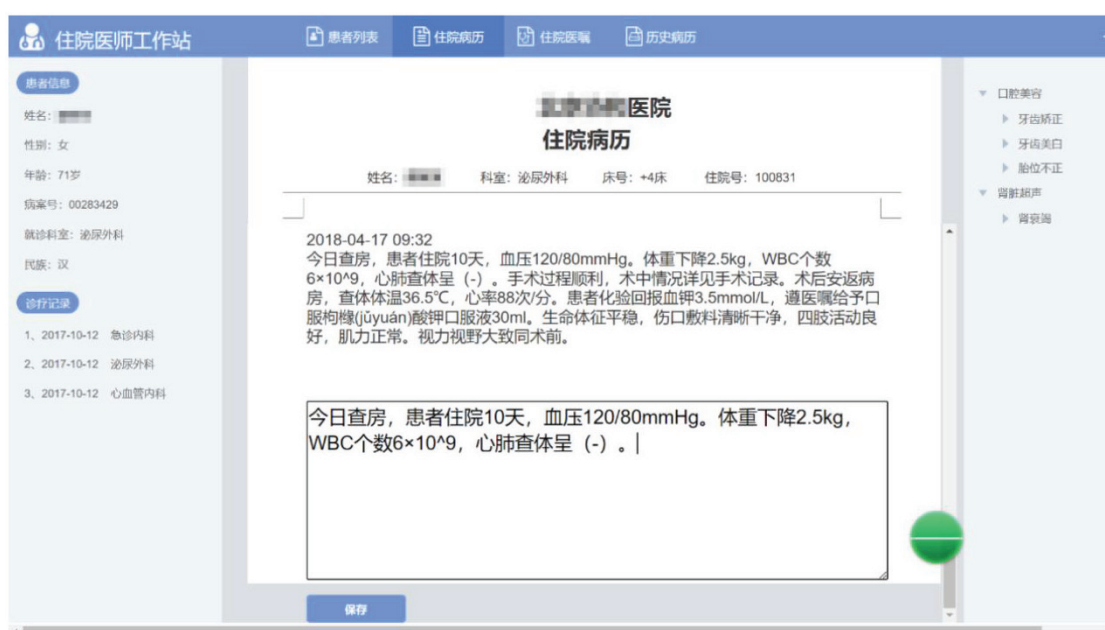 住院医师工作站
患者列表
住院病历
住院医嘱
历史病历
患者信息
姓名:
性别: 女
年龄: 71岁
病案号: 00283429
就诊科室: 泌尿外科
民族: 汉
诊疗记录
1、2017-10-12 急诊内科
2、2017-10-12 泌尿外科
3、2017-10-12 心血管内科
医院
住院病历
姓名: 科室: 泌尿外科 床号: +4床 住院号: 100831
2018-04-17 09:32
今日查房，患者住院10天，血压120/80mmHg。体重下降2.5kg，WBC个数
6×10^9，心肺查体呈（-）。手术过程顺利，术中情况详见手术记录。术后安返病
房，查体体温36.5℃，心率88次/分。患者化验回报血钾3.5mmol/L，遵医嘱给予口
服枸橼(jǔyuán)酸钾口服液30ml。生命体征平稳，伤口敷料清晰干净，四肢活动良
好，肌力正常。视力视野大致同术前。
今日查房，患者住院10天，血压120/80mmHg。体重下降2.5kg，
WBC个数6×10^9，心肺查体呈（-）。
保存
口腔美容
牙齿矫正
牙齿美白
胎位不正
肾脏超声
肾衰竭